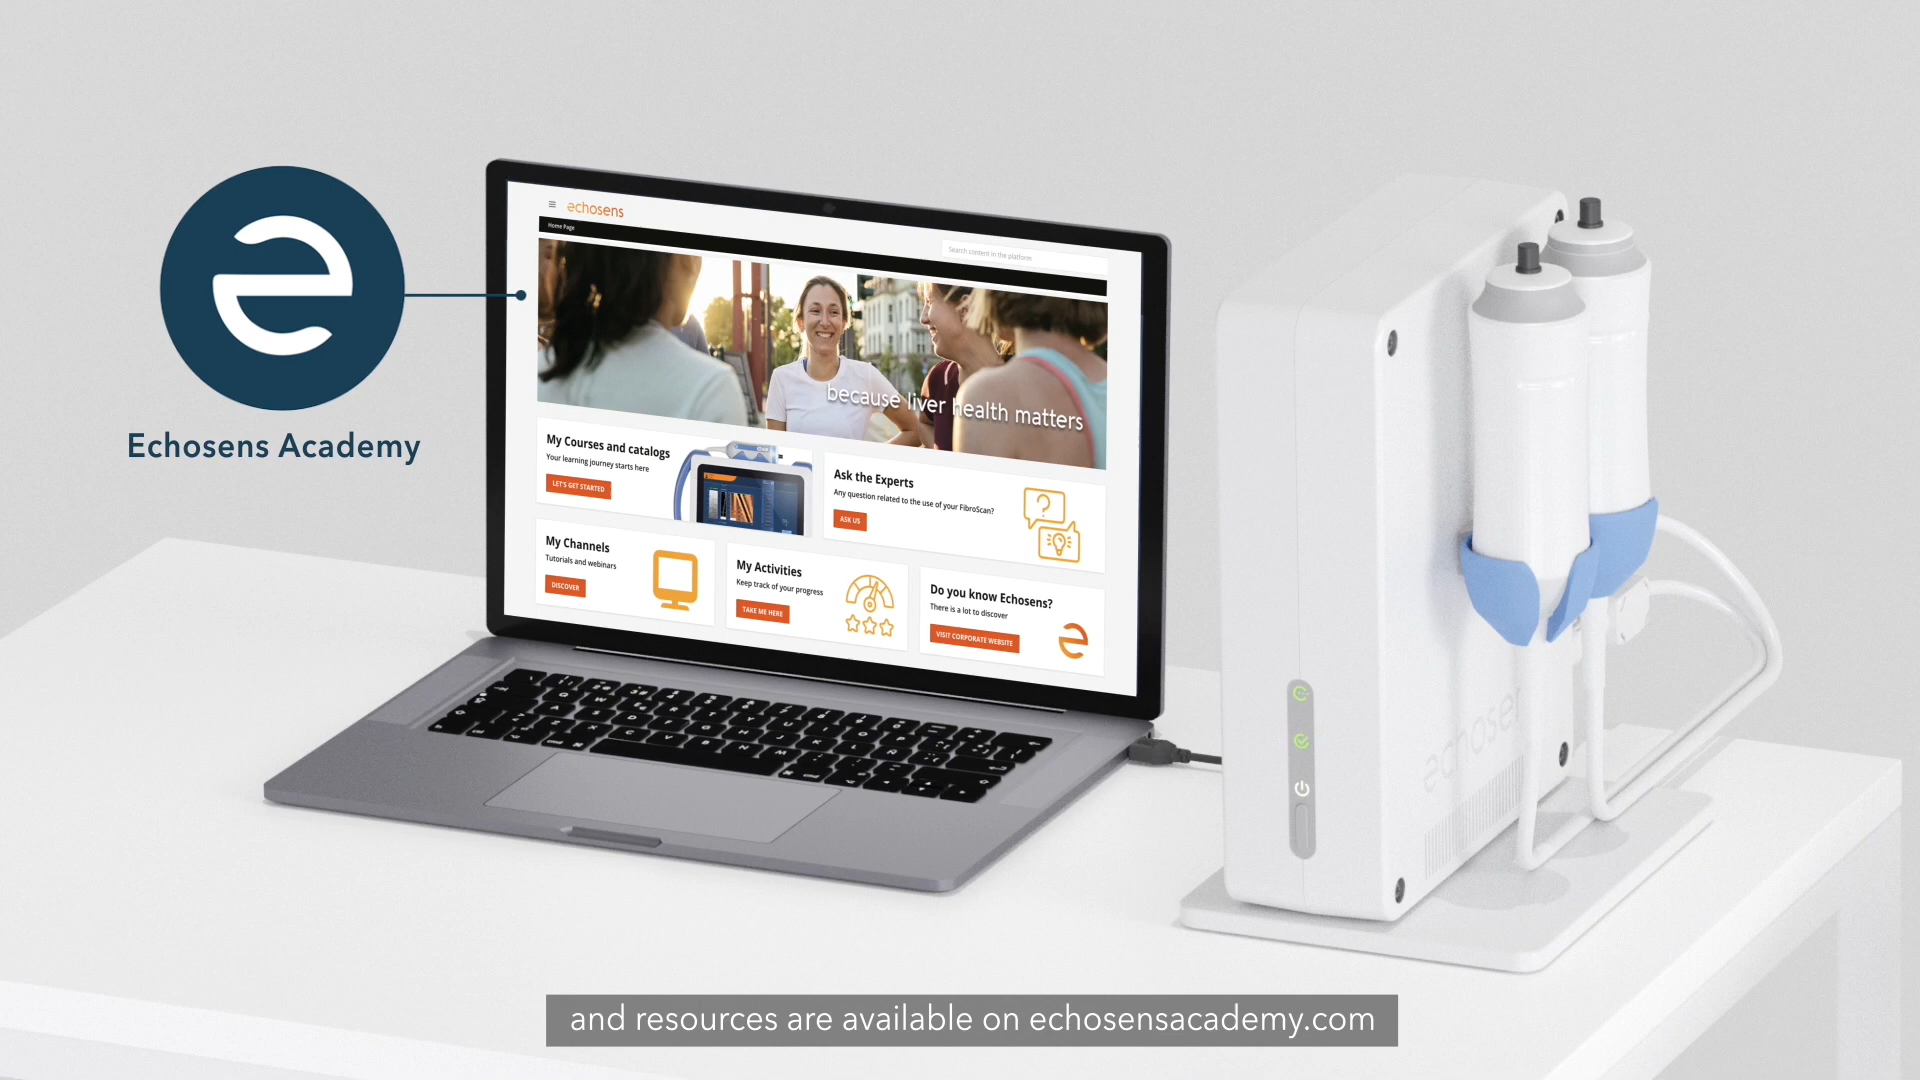 Echosens Academy
echosens
Home Page
Search content in the platform
because liver health matters
My Courses and catalogs
Your learning journey starts here
LET'S GET STARTED
Ask the Experts
Any question related to the use of your FibroScan?
ASK US
My Channels
Tutorials and webinars
DISCOVER
My Activities
Keep track of your progress
TAKE ME HERE
Do you know Echosens?
There is a lot to discover
VISIT CORPORATE WEBSITE
and resources are available on echosensacademy.com